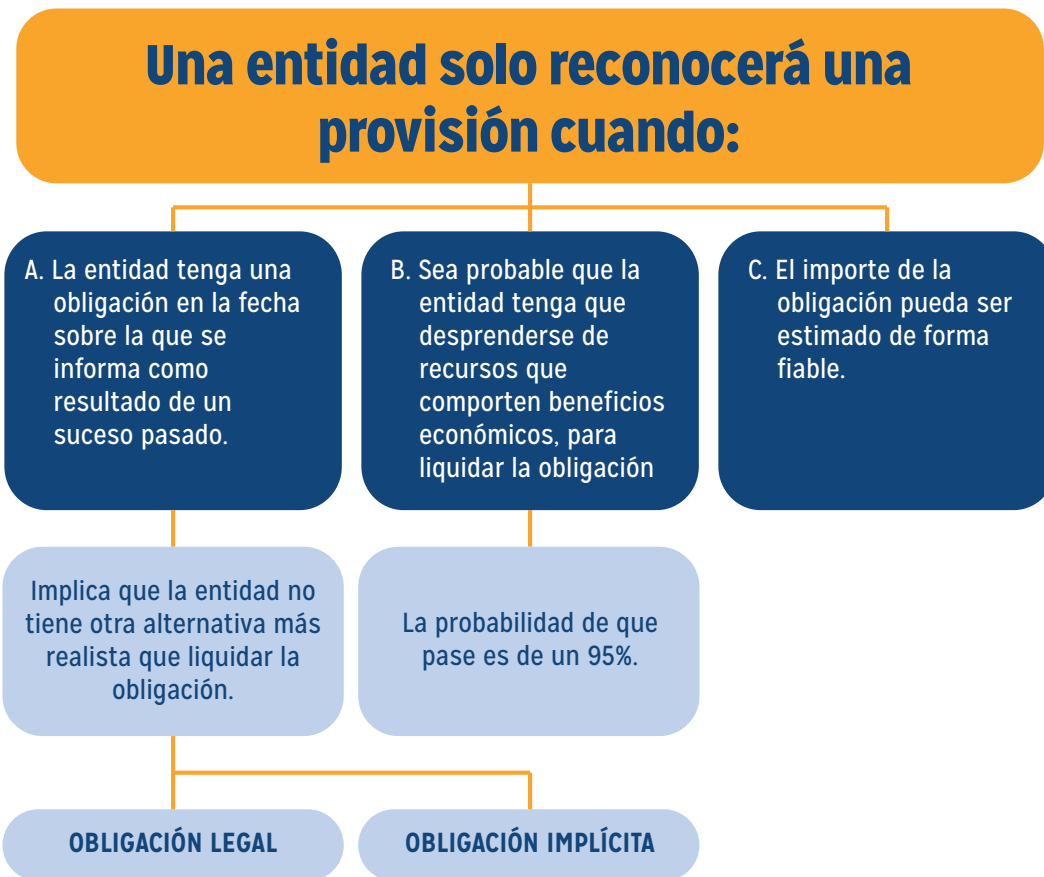 Una entidad solo reconocerá una
provisión cuando:
A. La entidad tenga una
obligación en la fecha
sobre la que se
informa como
resultado de un
suceso pasado.
B. Sea probable que la
entidad tenga que
desprenderse de
recursos que
comporten beneficios
económicos, para
liquidar la obligación
C. El importe de la
obligación pueda ser
estimado de forma
fiable.
Implica que la entidad no
tiene otra alternativa más
realista que liquidar la
obligación.
La probabilidad de que
pase es de un 95%.
OBLIGACIÓN LEGAL
OBLIGACIÓN IMPLÍCITA